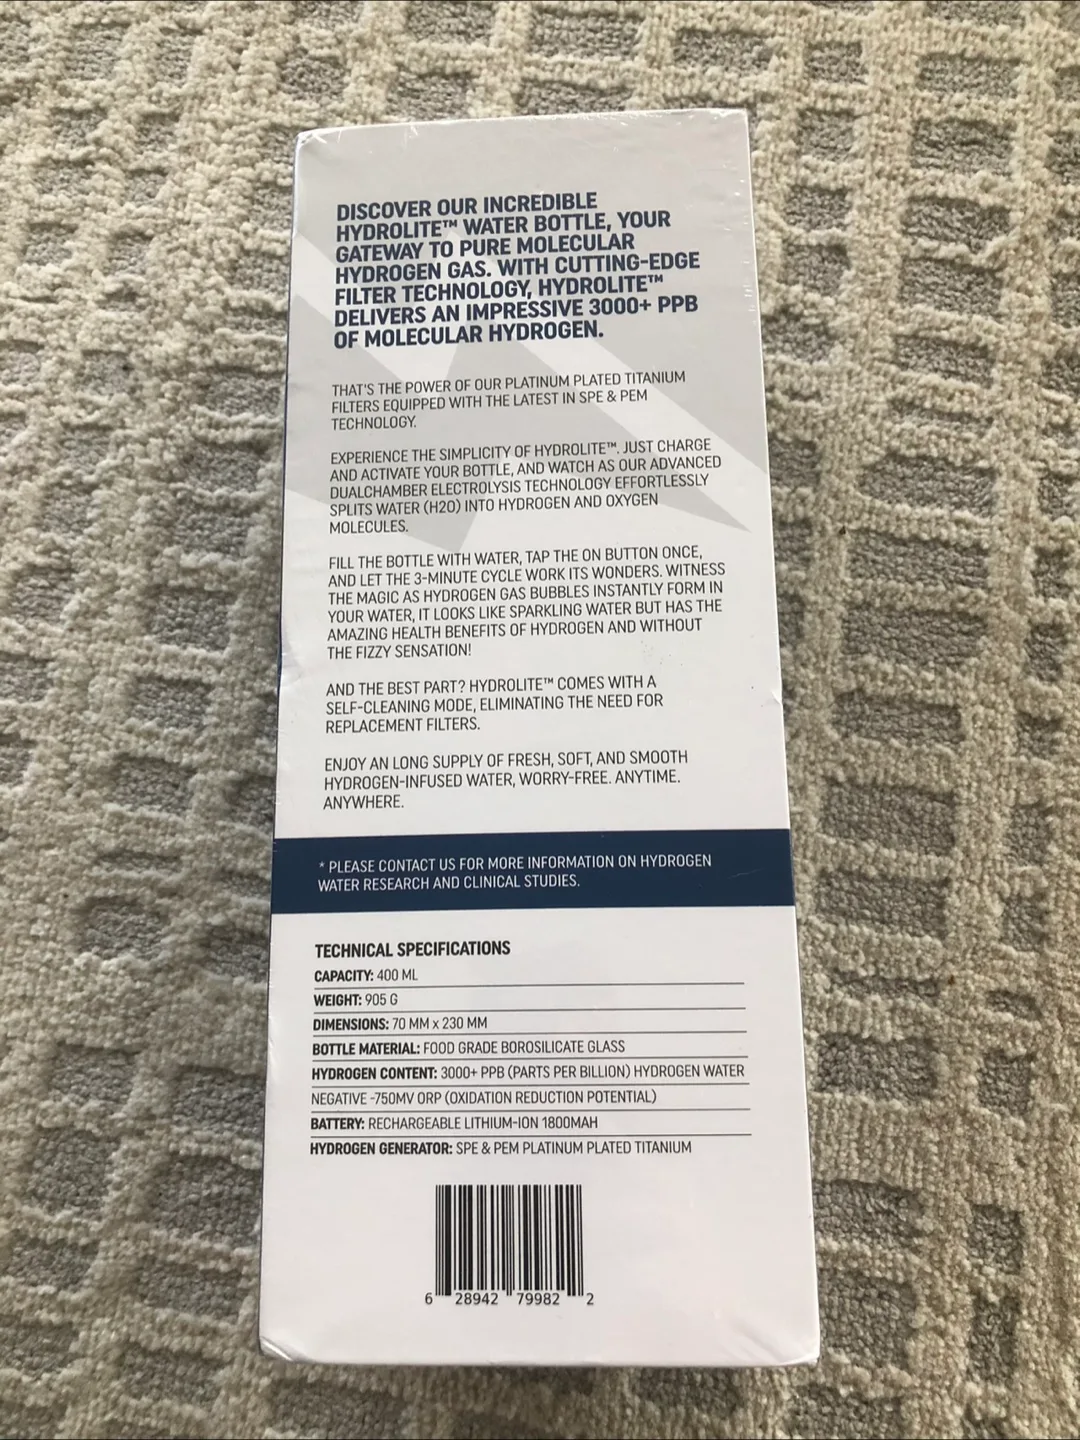 DISCOVER OUR INCREDIBLE
HYDROLITE™ WATER BOTTLE, YOUR
GATEWAY TO PURE MOLECULAR
HYDROGEN GAS. WITH CUTTING-EDGE
FILTER TECHNOLOGY, HYDROLITE™
DELIVERS AN IMPRESSIVE 3000+ PPB
OF MOLECULAR HYDROGEN.
THAT'S THE POWER OF OUR PLATINUM PLATED TITANIUM
FILTERS EQUIPPED WITH THE LATEST IN SPE & PEM
TECHNOLOGY.
EXPERIENCE THE SIMPLICITY OF HYDROLITE™. JUST CHARGE
AND ACTIVATE YOUR BOTTLE, AND WATCH AS OUR ADVANCED
DUALCHAMBER ELECTROLYSIS TECHNOLOGY EFFORTLESSLY
SPLITS WATER (H2O) INTO HYDROGEN AND OXYGEN
MOLECULES.
FILL THE BOTTLE WITH WATER, TAP THE ON BUTTON ONCE,
AND LET THE 3-MINUTE CYCLE WORK ITS WONDERS. WITNESS
THE MAGIC AS HYDROGEN GAS BUBBLES INSTANTLY FORM IN
YOUR WATER, IT LOOKS LIKE SPARKLING WATER BUT HAS THE
AMAZING HEALTH BENEFITS OF HYDROGEN AND WITHOUT
THE FIZZY SENSATION!
AND THE BEST PART? HYDROLITE™ COMES WITH A
SELF-CLEANING MODE, ELIMINATING THE NEED FOR
REPLACEMENT FILTERS.
ENJOY AN LONG SUPPLY OF FRESH, SOFT, AND SMOOTH
HYDROGEN-INFUSED WATER, WORRY-FREE. ANYTIME.
ANYWHERE.
* PLEASE CONTACT US FOR MORE INFORMATION ON HYDROGEN
WATER RESEARCH AND CLINICAL STUDIES.
TECHNICAL SPECIFICATIONS
CAPACITY: 400 ML
WEIGHT: 905 G
DIMENSIONS: 70 MM x 230 MM
BOTTLE MATERIAL: FOOD GRADE BOROSILICATE GLASS
HYDROGEN CONTENT: 3000+ PPB (PARTS PER BILLION) HYDROGEN WATER
NEGATIVE -750MV ORP (OXIDATION REDUCTION POTENTIAL)
BATTERY: RECHARGEABLE LITHIUM-ION 1800MAH
HYDROGEN GENERATOR: SPE & PEM PLATINUM PLATED TITANIUM
6 28942 79982 2